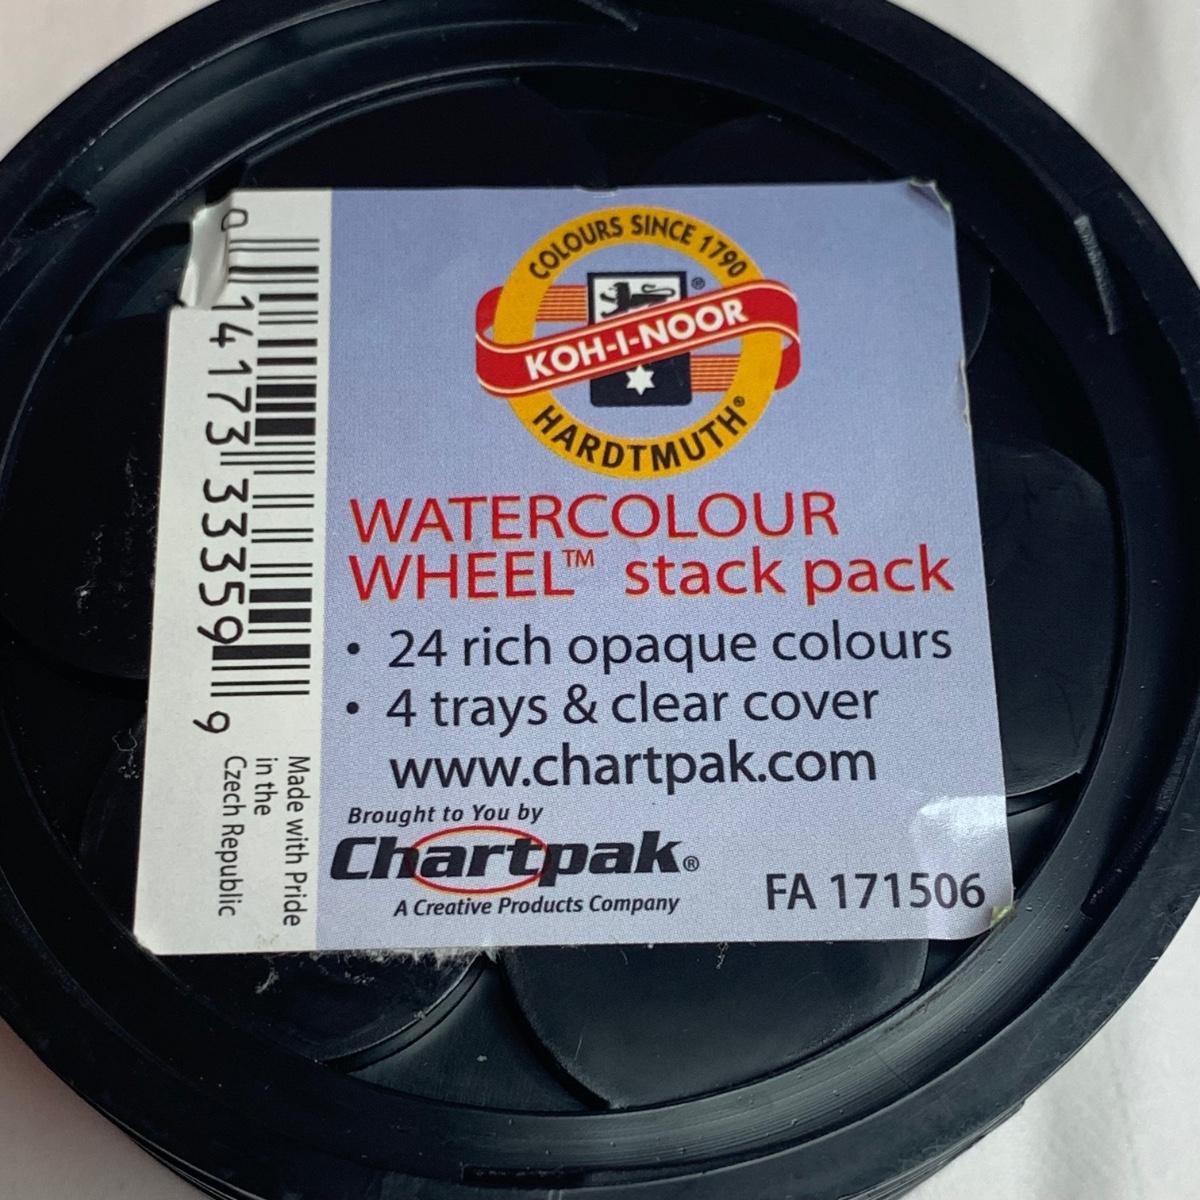 COLOURS SINCE 1790
®
KOH-I-NOOR
HARDTMUTH®
WATERCOLOUR
WHEEL™ stack pack
• 24 rich opaque colours
• 4 trays & clear cover
www.chartpak.com
Brought to You by
Chartpak®
A Creative Products Company
FA 171506
0 14173 33359 9
Made with Pride
in the
Czech Republic